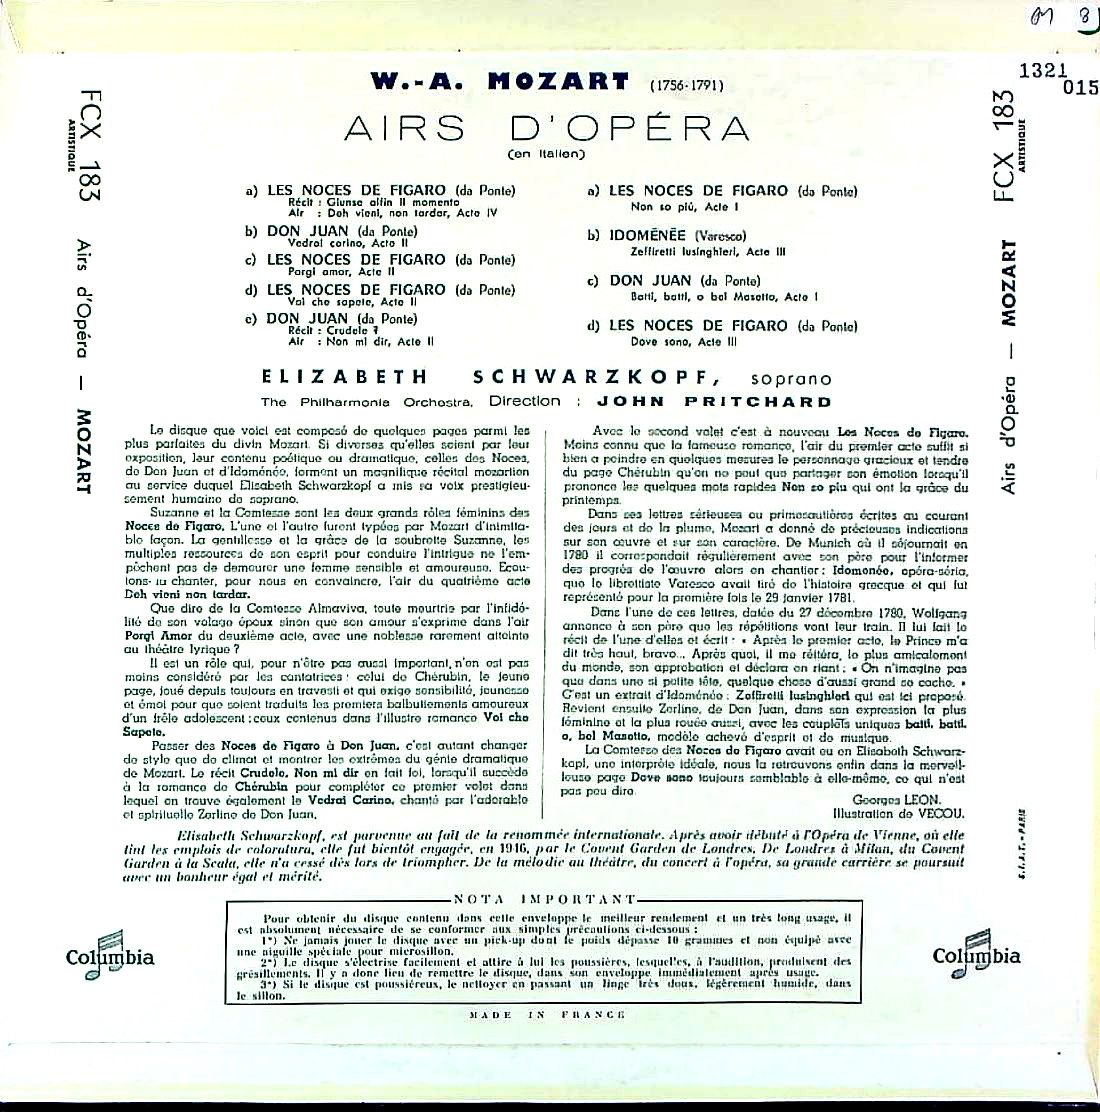 M 8
1321
015
FCX 183
ARTISTIQUE
Airs d'Opéra — MOZART
W.-A. MOZART (1756-1791)
AIRS D'OPÉRA
(en Italien)
a) LES NOCES DE FIGARO (da Ponte)
Récit : Giunse alfin il momento
Air : Deh vieni, non tardar, Acte IV
b) DON JUAN (da Ponte)
Vedrai carino, Acte II
c) LES NOCES DE FIGARO (da Ponte)
Porgi amor, Acte II
d) LES NOCES DE FIGARO (da Ponte)
Voi che sapete, Acte II
e) DON JUAN (da Ponte)
Récit : Crudele ?
Air : Non mi dir, Acte II
a) LES NOCES DE FIGARO (da Ponte)
Non so più, Acte I
b) IDOMÉNÉE (Varesco)
Zeffiretti lusinghieri, Acte III
c) DON JUAN (da Ponte)
Batti, batti, o bel Masetto, Acte I
d) LES NOCES DE FIGARO (da Ponte)
Dove sono, Acte III
ELIZABETH SCHWARZKOPF, soprano
The Philharmonia Orchestra, Direction : JOHN PRITCHARD
Le disque que voici est composé de quelques pages parmi les
plus parfaites du divin Mozart. Si diverses qu'elles soient par leur
exposition, leur contenu poétique ou dramatique, celles des Noces,
de Don Juan et d'Idoménée, forment un magnifique récital mozartien
au service duquel Elisabeth Schwarzkopf a mis sa voix prestigieu-
sement humaine de soprano.
Suzanne et la Comtesse sont les deux grands rôles féminins des
Noces de Figaro. L'une et l'autre furent typées par Mozart d'inimita-
ble façon. La gentillesse et la grâce de la soubrette Suzanne, les
multiples ressources de son esprit pour conduire l'intrigue ne l'em-
pêchent pas de demeurer une femme sensible et amoureuse. Ecou-
tons-la chanter, pour nous en convaincre, l'air du quatrième acte
Deh vieni non tardar.
Que dire de la Comtesse Almaviva, toute meurtrie par l'infidé-
lité de son volage époux sinon que son amour s'exprime dans l'air
Porgi Amor du deuxième acte, avec une noblesse rarement atteinte
au théâtre lyrique ?
Il est un rôle qui, pour n'être pas aussi important, n'en est pas
moins considéré par les cantatrices : celui de Chérubin, le jeune
page, joué depuis toujours en travesti et qui exige sensibilité, jeunesse
et émoi pour que soient traduits les premiers balbutiements amoureux
d'un frêle adolescent : ceux contenus dans l'illustre romance Voi che
Sapete.
Passer des Noces de Figaro à Don Juan, c'est autant changer
de style que de climat et montrer les extrêmes du génie dramatique
de Mozart. Le récit Crudele, Non mi dir en fait foi, lorsqu'il succède
à la romance de Chérubin pour compléter ce premier volet dans
lequel on trouve également le Vedrai Carino, chanté par l'adorable
et spirituelle Zerline de Don Juan.
Avec le second volet c'est à nouveau Les Noces de Figaro.
Moins connu que la fameuse romance, l'air du premier acte suffit si
bien a peindre en quelques mesures le personnage gracieux et tendre
du page Chérubin qu'on ne peut que partager son émotion lorsqu'il
prononce les quelques mots rapides Non so piu qui ont la grâce du
printemps.
Dans ses lettres sérieuses ou primesautières écrites au courant
des jours et de la plume, Mozart a donné de précieuses indications
sur son œuvre et sur son caractère. De Munich où il séjournait en
1780 il correspondait régulièrement avec son père pour l'informer
des progrès de l'œuvre alors en chantier : Idomonée, opéra-séria,
que le librettiste Varesco avait tiré de l'histoire grecque et qui fut
représenté pour la première fois le 29 janvier 1781.
Dans l'une de ces lettres, datée du 27 décembre 1780, Wolfgang
annonce à son père que les répétitions vont leur train. Il lui fait le
récit de l'une d'elles et écrit : « Après le premier acte, le Prince m'a
dit très haut, bravo... Après quoi, il me réitéra, le plus amicalement
du monde, son approbation et déclara en riant : « On n'imagine pas
que dans une si petite tête, quelque chose d'aussi grand se cache. »
C'est un extrait d'Idoménée : Zeffiretti lusinghieri qui est ici proposé.
Revient ensuite Zerline, de Don Juan, dans son expression la plus
féminine et la plus rouée aussi, avec les couplets uniques batti, batti,
o, bel Masetto, modèle achevé d'esprit et de musique.
La Comtesse des Noces de Figaro avait eu en Elisabeth Schwarz-
kopf, une interprète idéale, nous la retrouvons enfin dans la merveil-
leuse page Dove sono toujours semblable à elle-même, ce qui n'est
pas peu dire.
Georges LEON.
Illustration de VECOU.
Elisabeth Schwarzkopf, est parvenue au faît de la renommée internationale. Après avoir débuté à l'Opéra de Vienne, où elle
tint les emplois de coloratura, elle fut bientôt engagée, en 1946, par le Covent Garden de Londres. De Londres à Milan, du Covent
Garden à la Scala, elle n'a cessé dès lors de triompher. De la mélodie au théâtre, du concert à l'opéra, sa grande carrière se poursuit
avec un bonheur égal et mérité.
NOTA IMPORTANT
Pour obtenir du disque contenu dans cette enveloppe le meilleur rendement et un très long usage, il
est absolument nécessaire de se conformer aux simples précautions ci-dessous :
1°) Ne jamais jouer le disque avec un pick-up dont le poids dépasse 10 grammes et non équipé avec
une aiguille spéciale pour microsillon.
2°) Le disque s'électrise facilement et attire à lui les poussières, lesquelles, à l'audition, produisent des
grésillements. Il y a donc lieu de remettre le disque, dans son enveloppe immédiatement après usage.
3°) Si le disque est poussiéreux, le nettoyer en passant un linge très doux, légèrement humide, dans
le sillon.
MADE IN FRANCE
Columbia
Columbia
FCX 183
ARTISTIQUE
Airs d'Opéra — MOZART
S.I.A.T. - PARIS